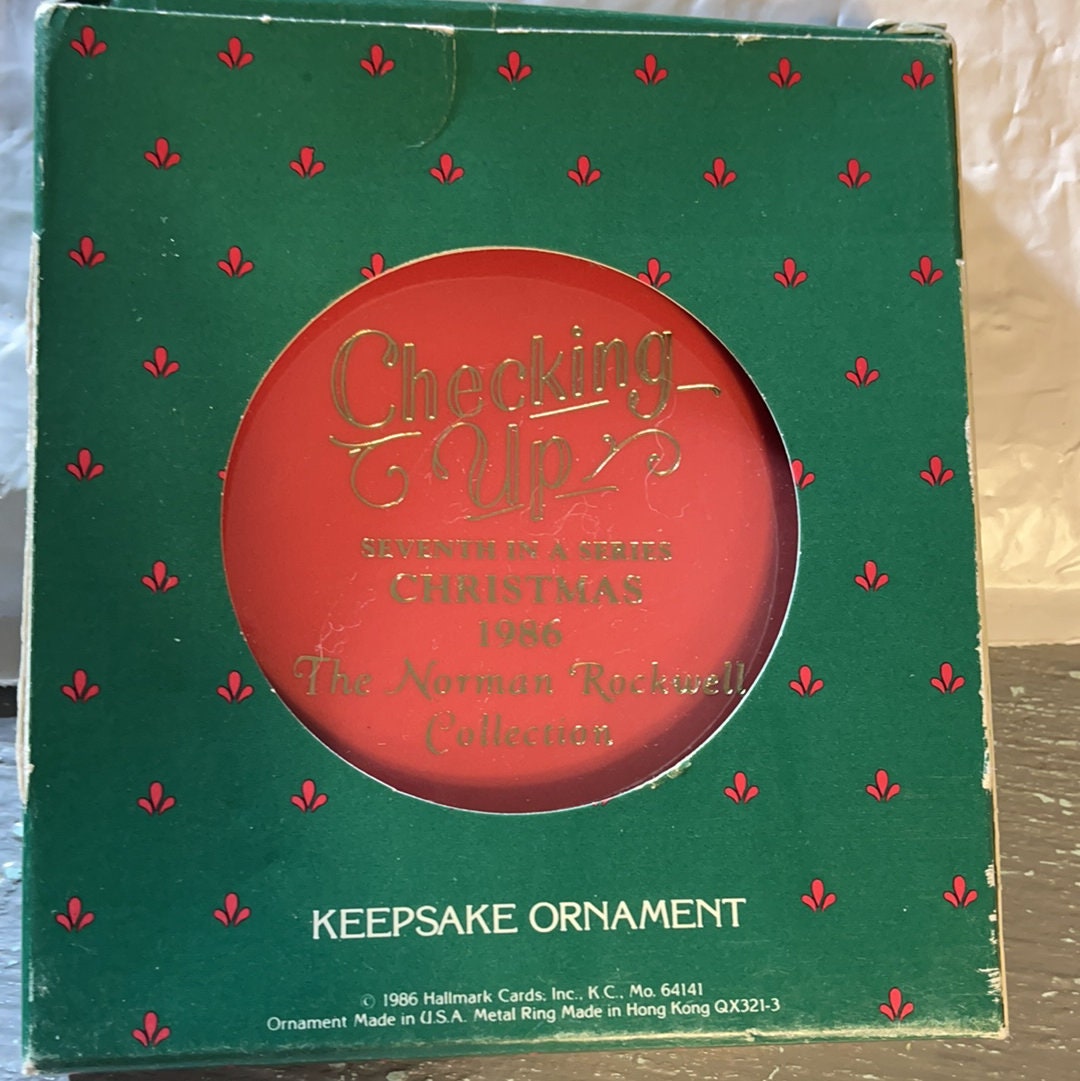 Checking
Up
SEVENTH IN A SERIES
CHRISTMAS
1986
The Norman Rockwell
Collection
KEEPSAKE ORNAMENT
© 1986 Hallmark Cards, Inc., K.C., Mo. 64141
Ornament Made in U.S.A. Metal Ring Made in Hong Kong QX321-3